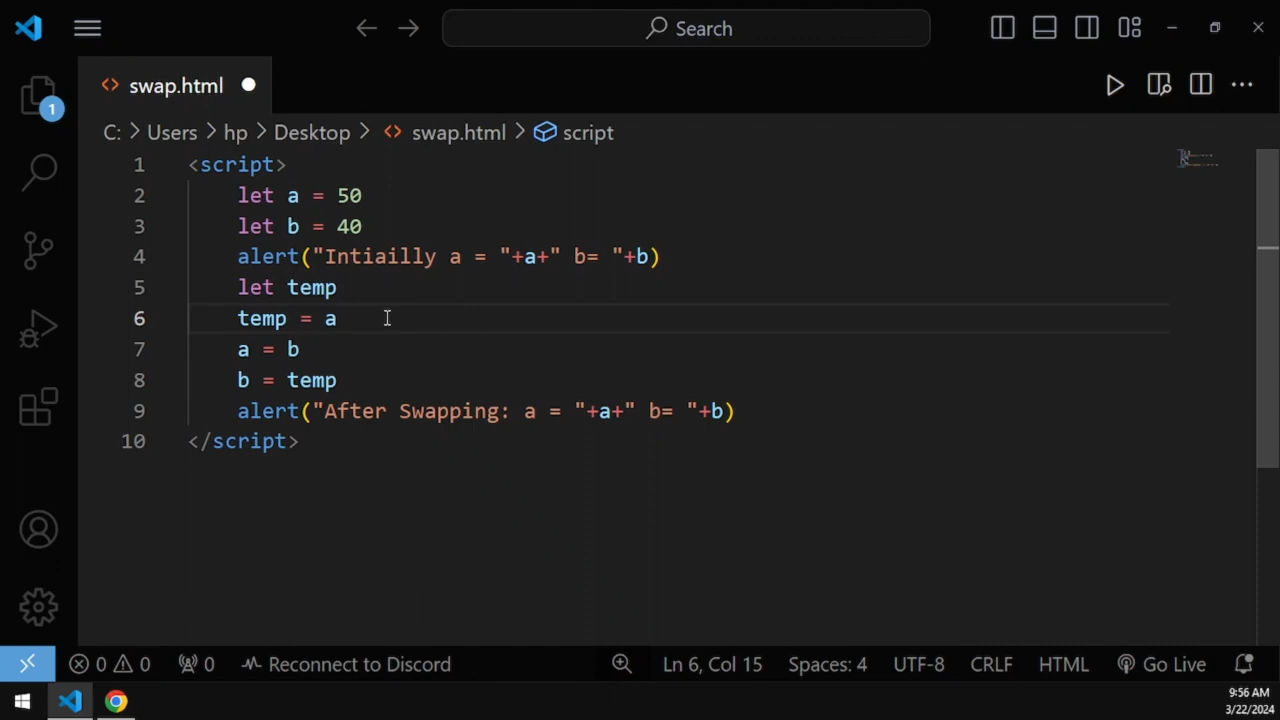 Search
swap.html
1
C: > Users > hp > Desktop > <> swap.html > script
1 <script>
2 let a = 50
3 let b = 40
4 alert("Intiailly a = "+a+" b= "+b)
5 let temp
6 temp = a
7 a = b
8 b = temp
9 alert("After Swapping: a = "+a+" b= "+b)
10 </script>
0 0 0 Reconnect to Discord Ln 6, Col 15 Spaces: 4 UTF-8 CRLF HTML Go Live
9:56 AM
3/22/2024